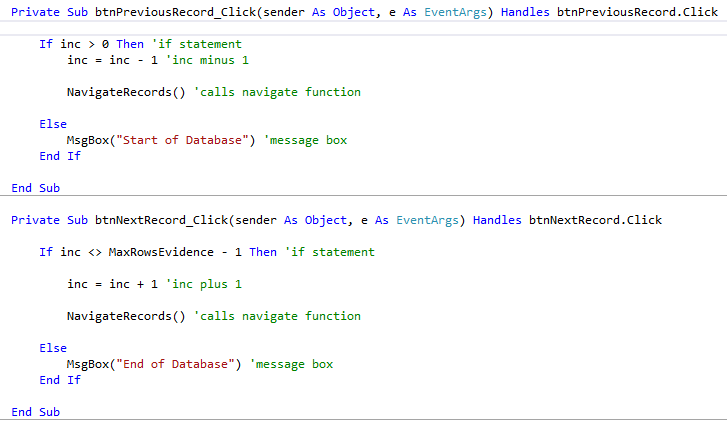 Private Sub btnPreviousRecord_Click(sender As Object, e As EventArgs) Handles btnPreviousRecord.Click
If inc > 0 Then 'if statement
inc = inc - 1 'inc minus 1
NavigateRecords() 'calls navigate function
Else
MsgBox("Start of Database") 'message box
End If
End Sub
Private Sub btnNextRecord_Click(sender As Object, e As EventArgs) Handles btnNextRecord.Click
If inc <> MaxRowsEvidence - 1 Then 'if statement
inc = inc + 1 'inc plus 1
NavigateRecords() 'calls navigate function
Else
MsgBox("End of Database") 'message box
End If
End Sub